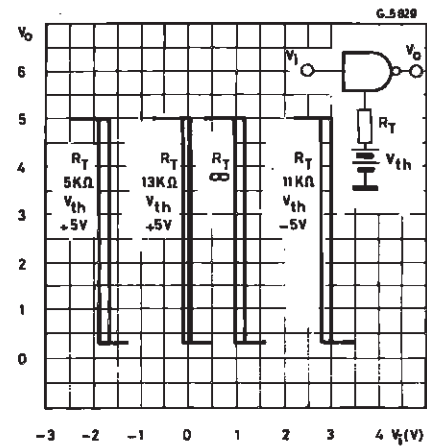 G_5829
Vo
Vi
Vo
6
RT
Vth
5
RT
5KΩ
Vth
+5V
RT
13KΩ
Vth
+5V
RT
∞
RT
11KΩ
Vth
-5V
4
3
2
1
0
-3 -2 -1 0 1 2 3 4 Vi(V)